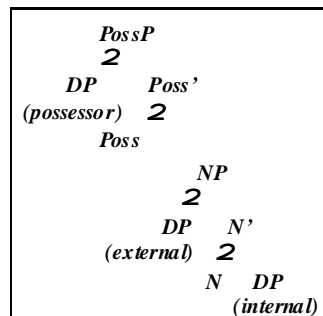 PossP
2
DP Poss'
(possessor) 2
Poss
NP
2
DP N'
(external) 2
N DP
(internal)